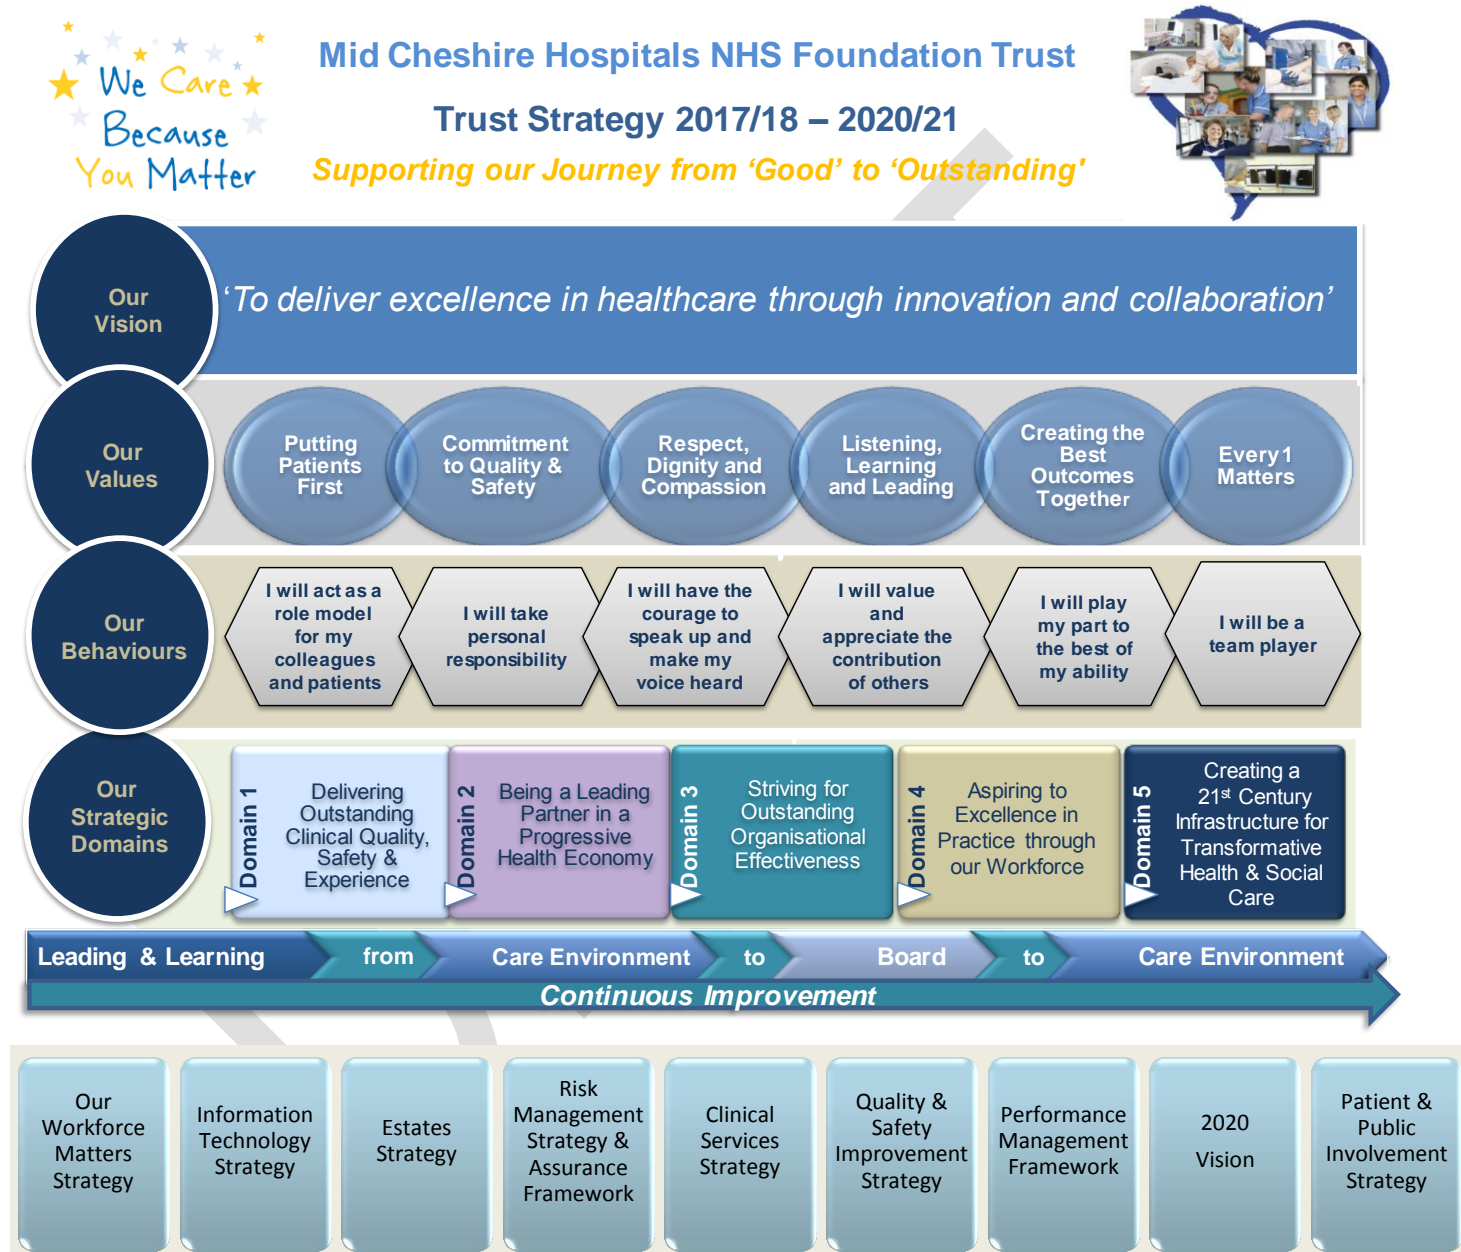 We Care
Because
You Matter
Mid Cheshire Hospitals NHS Foundation Trust
Trust Strategy 2017/18 – 2020/21
Supporting our Journey from ‘Good’ to ‘Outstanding'
Our
Vision
‘To deliver excellence in healthcare through innovation and collaboration’
Our
Values
Putting
Patients
First
Commitment
to Quality &
Safety
Respect,
Dignity and
Compassion
Listening,
Learning
and Leading
Creating the
Best
Outcomes
Together
Every 1
Matters
Our
Behaviours
I will act as a
role model
for my
colleagues
and patients
I will take
personal
responsibility
I will have the
courage to
speak up and
make my
voice heard
I will value
and
appreciate the
contribution
of others
I will play
my part to
the best of
my ability
I will be a
team player
Our
Strategic
Domains
Domain 1
Delivering
Outstanding
Clinical Quality,
Safety &
Experience
Domain 2
Being a Leading
Partner in a
Progressive
Health Economy
Domain 3
Striving for
Outstanding
Organisational
Effectiveness
Domain 4
Aspiring to
Excellence in
Practice through
our Workforce
Domain 5
Creating a
21st Century
Infrastructure for
Transformative
Health & Social
Care
Leading & Learning from Care Environment to Board to Care Environment
Continuous Improvement
Our
Workforce
Matters
Strategy
Information
Technology
Strategy
Estates
Strategy
Risk
Management
Strategy &
Assurance
Framework
Clinical
Services
Strategy
Quality &
Safety
Improvement
Strategy
Performance
Management
Framework
2020
Vision
Patient &
Public
Involvement
Strategy